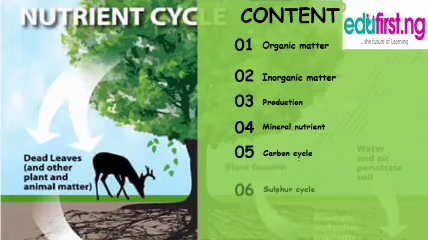 NUTRIENT CYCLE
CONTENT
edufirst.ng
...the future of Learning
01 Organic matter
02 Inorganic matter
03 Production
04 Mineral nutrient
05 Carbon cycle
06 Sulphur cycle
Dead Leaves
(and other
plant and
animal matter)
Plant Growth
Water
and air
penetrate
soil